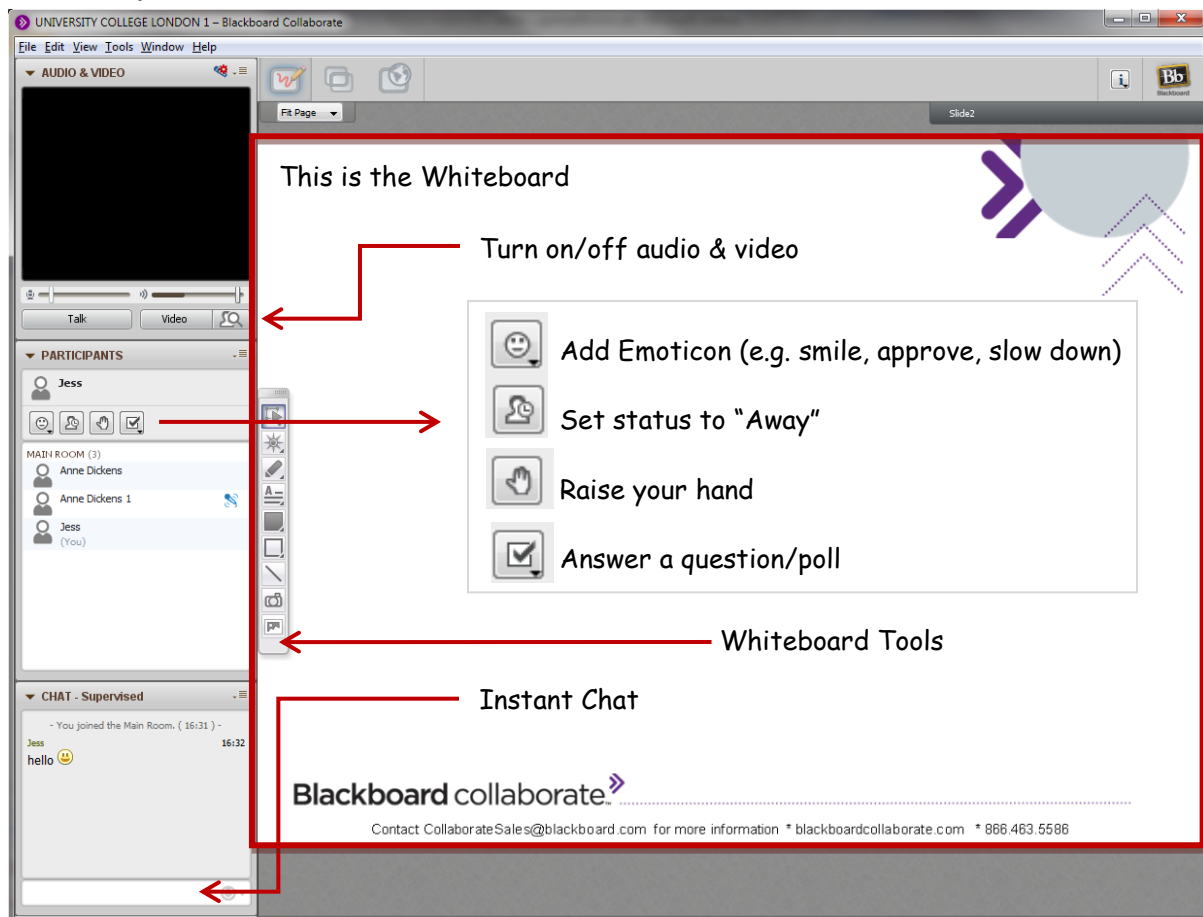 UNIVERSITY COLLEGE LONDON 1 – Blackboard Collaborate
File Edit View Tools Window Help
AUDIO & VIDEO
Talk Video
PARTICIPANTS
Jess
MAIN ROOM (3)
Anne Dickens
Anne Dickens 1
Jess
(You)
CHAT - Supervised
- You joined the Main Room. ( 16:31 ) -
Jess 16:32
hello
Fit Page
Slide2
i
Bb
Blackboard
This is the Whiteboard
Turn on/off audio & video
Add Emoticon (e.g. smile, approve, slow down)
Set status to “Away”
Raise your hand
Answer a question/poll
Whiteboard Tools
Instant Chat
Blackboard collaborate™
Contact CollaborateSales@blackboard.com for more information * blackboardcollaborate.com * 866.463.5586